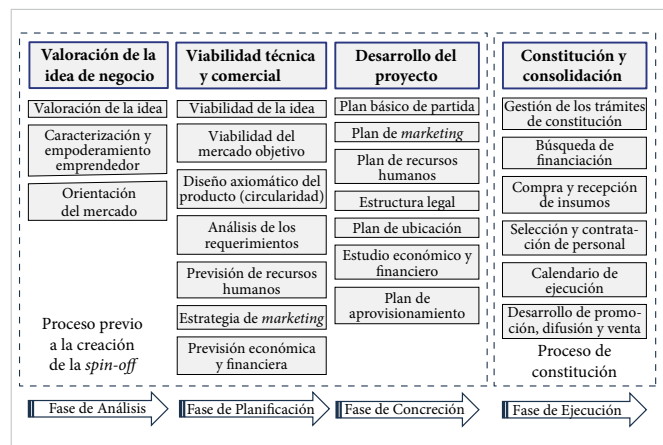 Valoración de la
idea de negocio
Valoración de la idea
Caracterización y
empoderamiento
emprendedor
Orientación
del mercado
Proceso previo
a la creación
de la spin-off
Fase de Análisis
Viabilidad técnica
y comercial
Viabilidad de la idea
Viabilidad del
mercado objetivo
Diseño axiomático del
producto (circularidad)
Análisis de los
requerimientos
Previsión de recursos
humanos
Estrategia de marketing
Previsión económica
y financiera
Fase de Planificación
Desarrollo del
proyecto
Plan básico de partida
Plan de marketing
Plan de recursos
humanos
Estructura legal
Plan de ubicación
Estudio económico y
financiero
Plan de
aprovisionamiento
Fase de Concreción
Constitución y
consolidación
Gestión de los trámites
de constitución
Búsqueda de
financiación
Compra y recepción
de insumos
Selección y contrata-
ción de personal
Calendario de
ejecución
Desarrollo de promo-
ción, difusión y venta
Proceso de
constitución
Fase de Ejecución